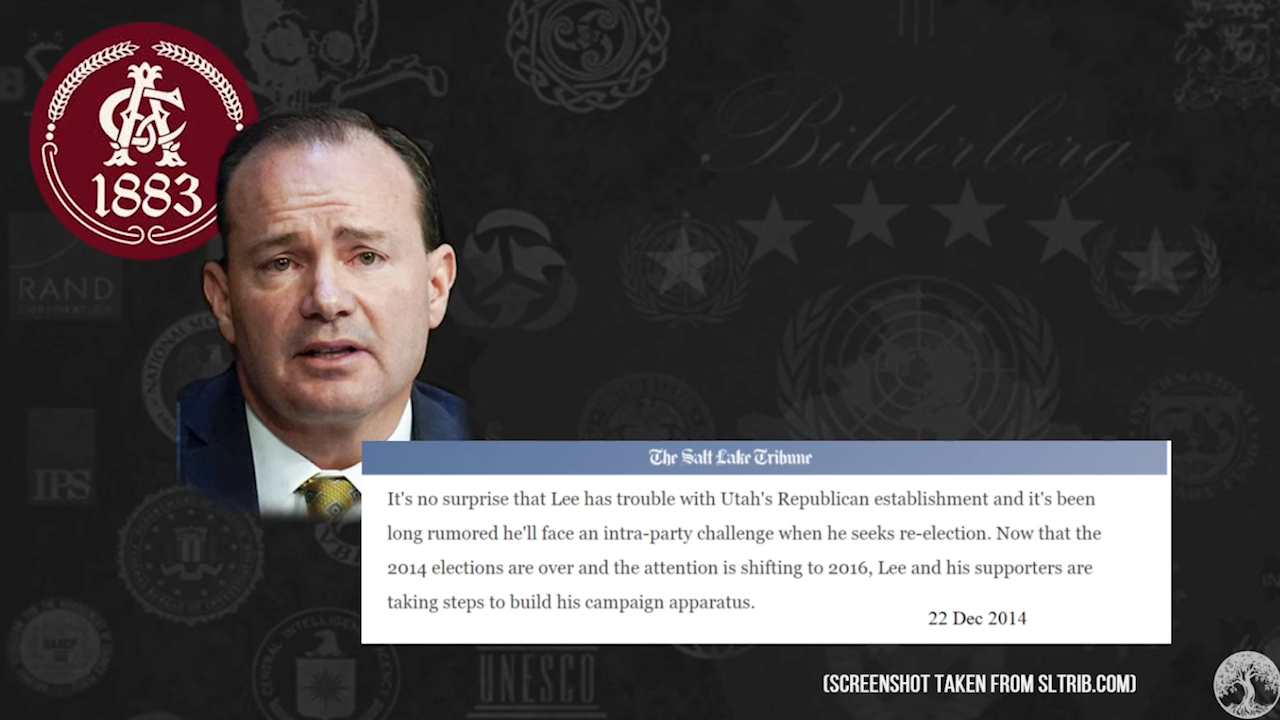 AC
1883
Bilderberg
RAND
CORPORATION
IPS
The Salt Lake Tribune
It's no surprise that Lee has trouble with Utah's Republican establishment and it's been
long rumored he'll face an intra-party challenge when he seeks re-election. Now that the
2014 elections are over and the attention is shifting to 2016, Lee and his supporters are
taking steps to build his campaign apparatus.
22 Dec 2014
NAACP
UNESCO
(SCREENSHOT TAKEN FROM SLTRIB.COM)